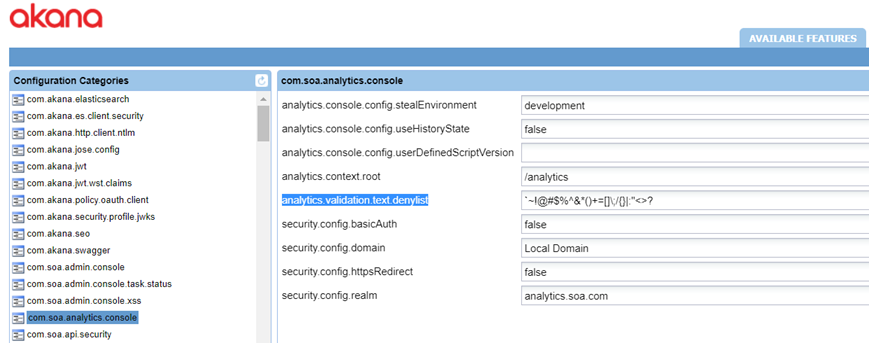 akana
AVAILABLE FEATURES
Configuration Categories
com.akana.elasticsearch
com.akana.es.client.security
com.akana.http.client.ntlm
com.akana.jose.config
com.akana.jwt
com.akana.jwt.wst.claims
com.akana.policy.oauth.client
com.akana.security.profile.jwks
com.akana.seo
com.akana.swagger
com.soa.admin.console
com.soa.admin.console.task.status
com.soa.admin.console.xss
com.soa.analytics.console
com.soa.api.security
com.soa.analytics.console
analytics.console.config.stealEnvironment development
analytics.console.config.useHistoryState false
analytics.console.config.userDefinedScriptVersion
analytics.context.root /analytics
analytics.validation.text.denylist `~!@#$%^&*()+=[]\;/{}|:"<>?
security.config.basicAuth false
security.config.domain Local Domain
security.config.httpsRedirect false
security.config.realm analytics.soa.com